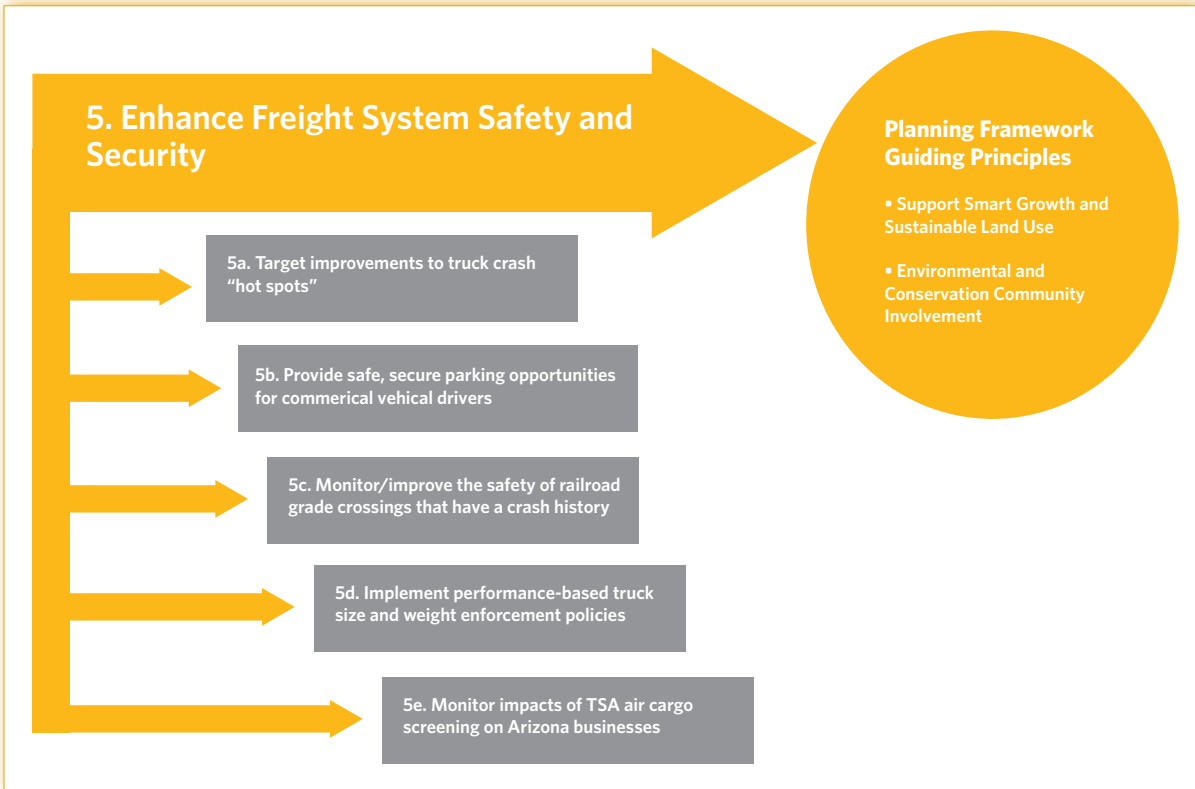 5. Enhance Freight System Safety and
Security
Planning Framework
Guiding Principles
• Support Smart Growth and
Sustainable Land Use
• Environmental and
Conservation Community
Involvement
5a. Target improvements to truck crash
“hot spots”
5b. Provide safe, secure parking opportunities
for commerical vehical drivers
5c. Monitor/improve the safety of railroad
grade crossings that have a crash history
5d. Implement performance-based truck
size and weight enforcement policies
5e. Monitor impacts of TSA air cargo
screening on Arizona businesses